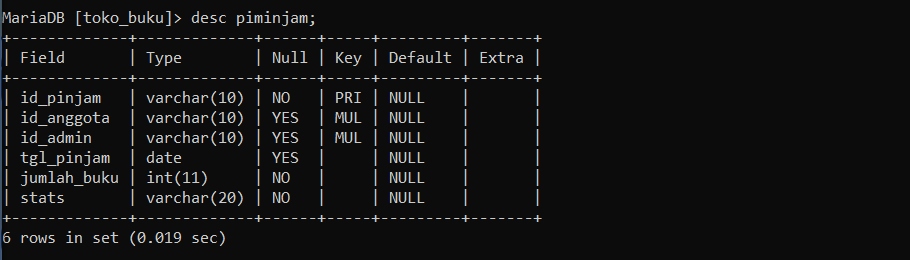 MariaDB [toko_buku]> desc piminjam;
+-------------+-------------+------+-----+---------+-------+
| Field       | Type        | Null | Key | Default | Extra |
+-------------+-------------+------+-----+---------+-------+
| id_pinjam   | varchar(10) | NO   | PRI | NULL    |       |
| id_anggota  | varchar(10) | YES  | MUL | NULL    |       |
| id_admin    | varchar(10) | YES  | MUL | NULL    |       |
| tgl_pinjam  | date        | YES  |     | NULL    |       |
| jumlah_buku | int(11)     | NO   |     | NULL    |       |
| stats       | varchar(20) | NO   |     | NULL    |       |
+-------------+-------------+------+-----+---------+-------+
6 rows in set (0.019 sec)